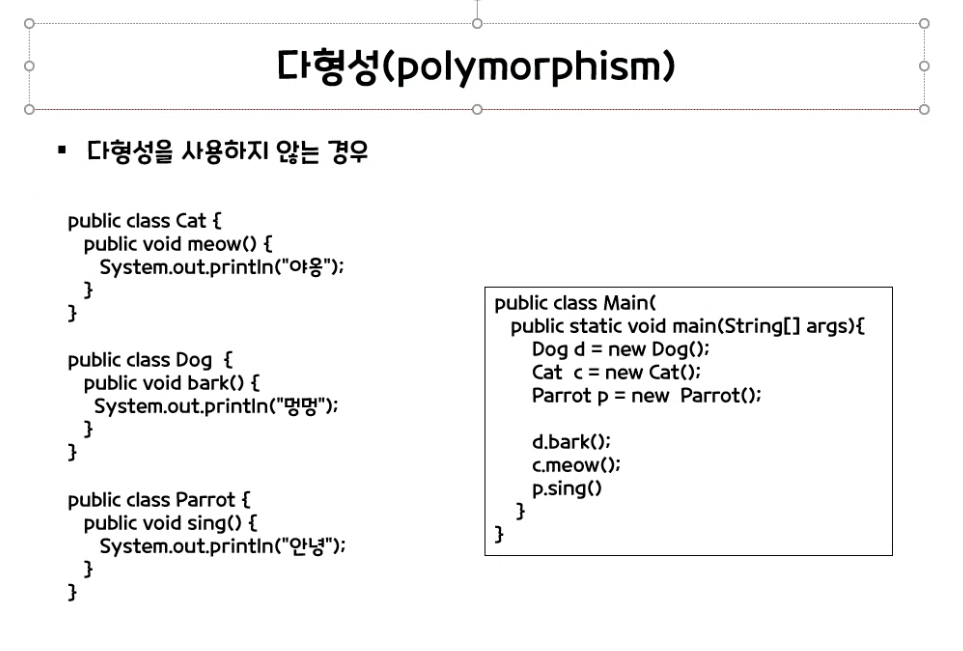 다형성(polymorphism)
▪ 다형성을 사용하지 않는 경우
public class Cat {
public void meow() {
System.out.println("야옹");
}
}
public class Dog {
public void bark() {
System.out.println("멍멍");
}
}
public class Parrot {
public void sing() {
System.out.println("안녕");
}
}
public class Main(
public static void main(String[] args){
Dog d = new Dog();
Cat c = new Cat();
Parrot p = new Parrot();
d.bark();
c.meow();
p.sing()
}
}